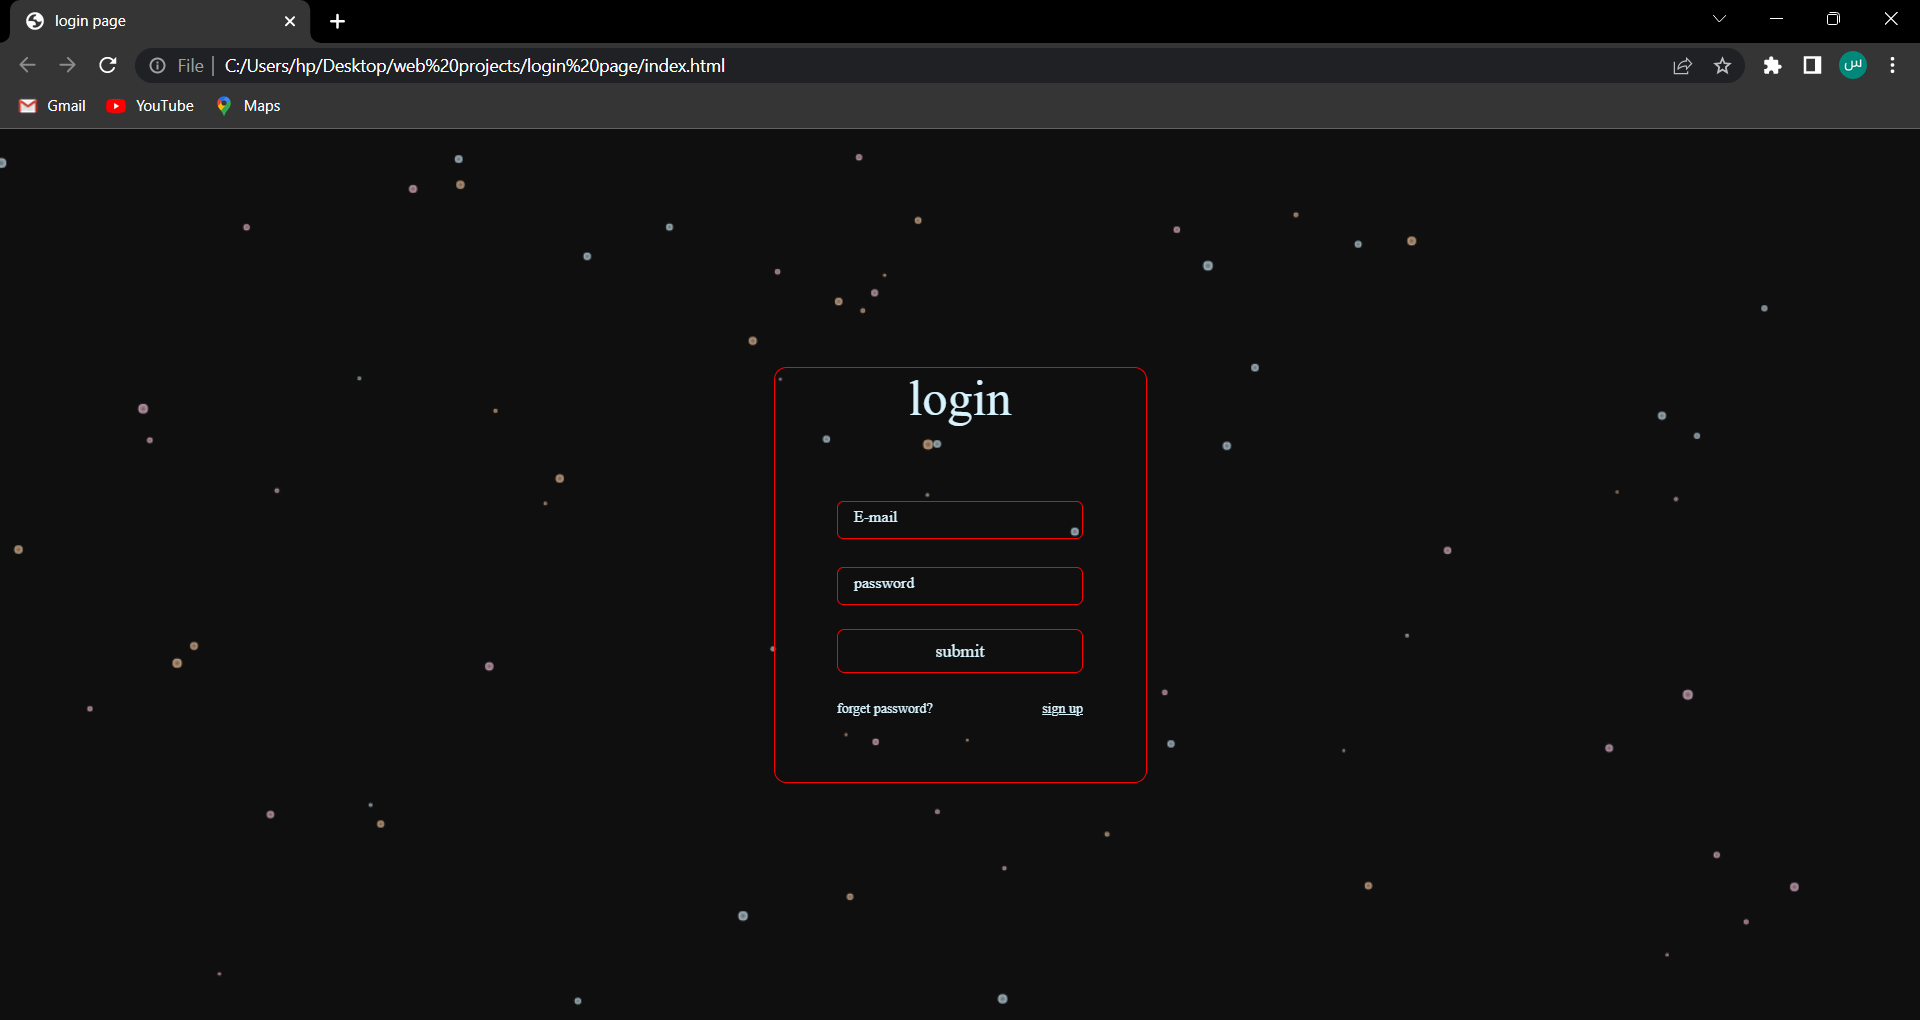 login page
File
C:/Users/hp/Desktop/web%20projects/login%20page/index.html
س
Gmail YouTube Maps
login
E-mail
password
submit
forget password? sign up